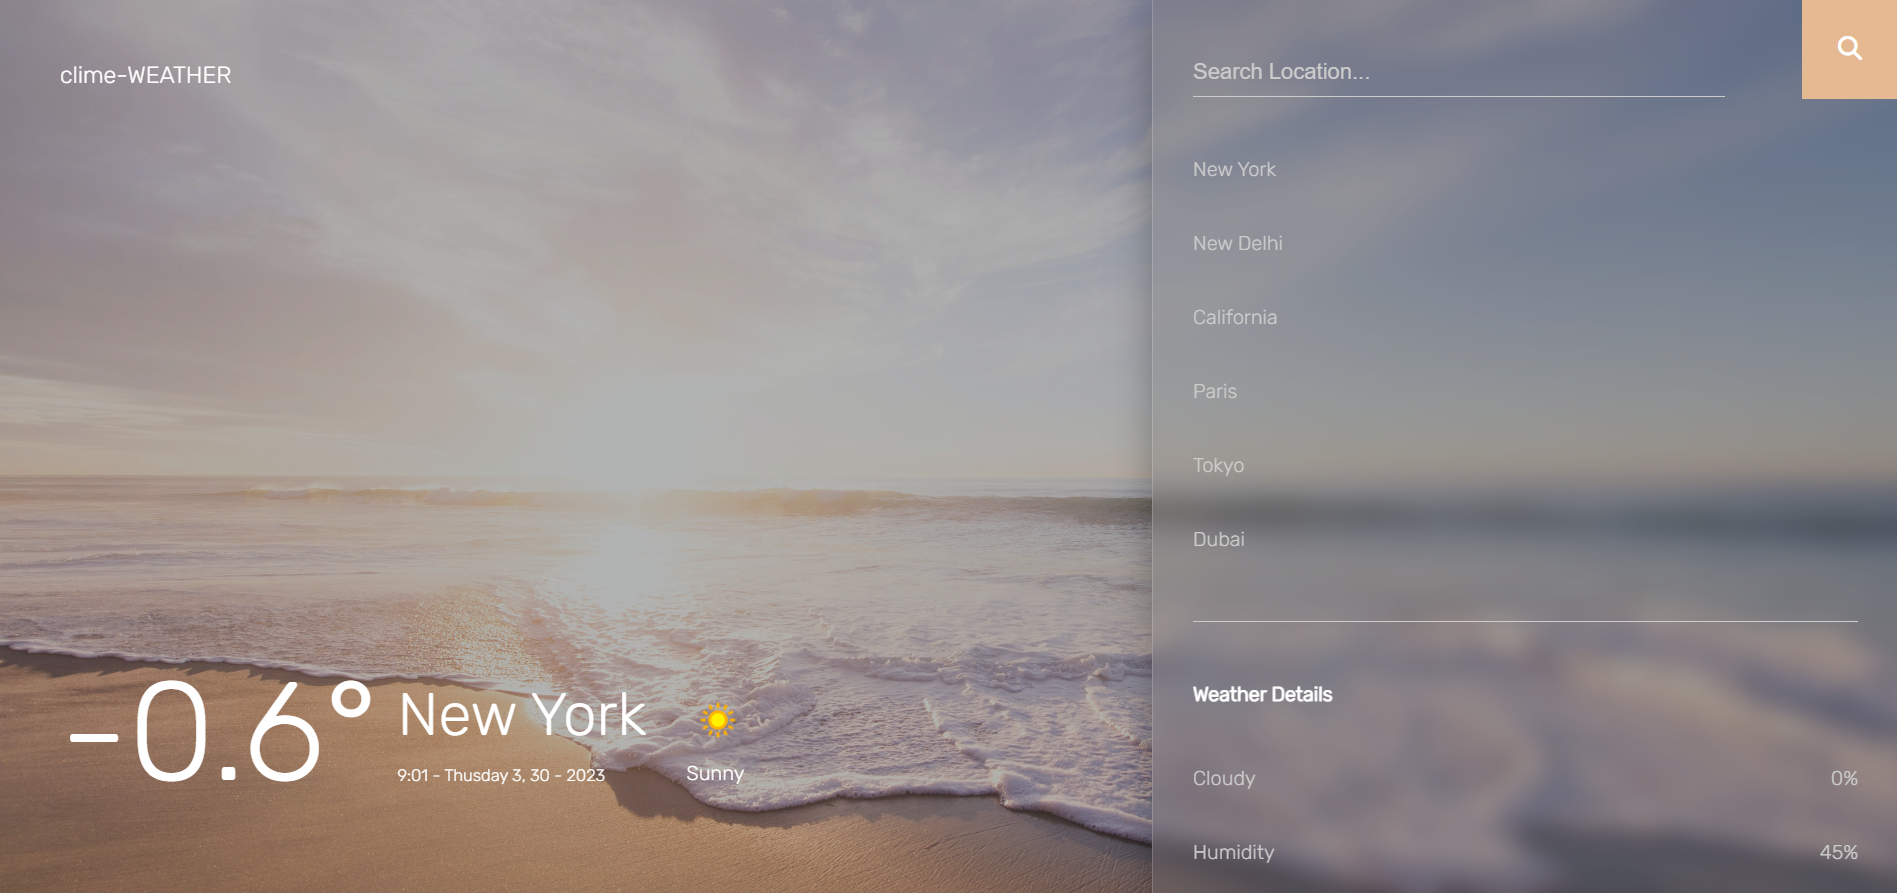 clime-WEATHER
-0.6°
New York
9:01 - Thusday 3, 30 - 2023
Sunny
Search Location...
New York
New Delhi
California
Paris
Tokyo
Dubai
Weather Details
Cloudy 0%
Humidity 45%